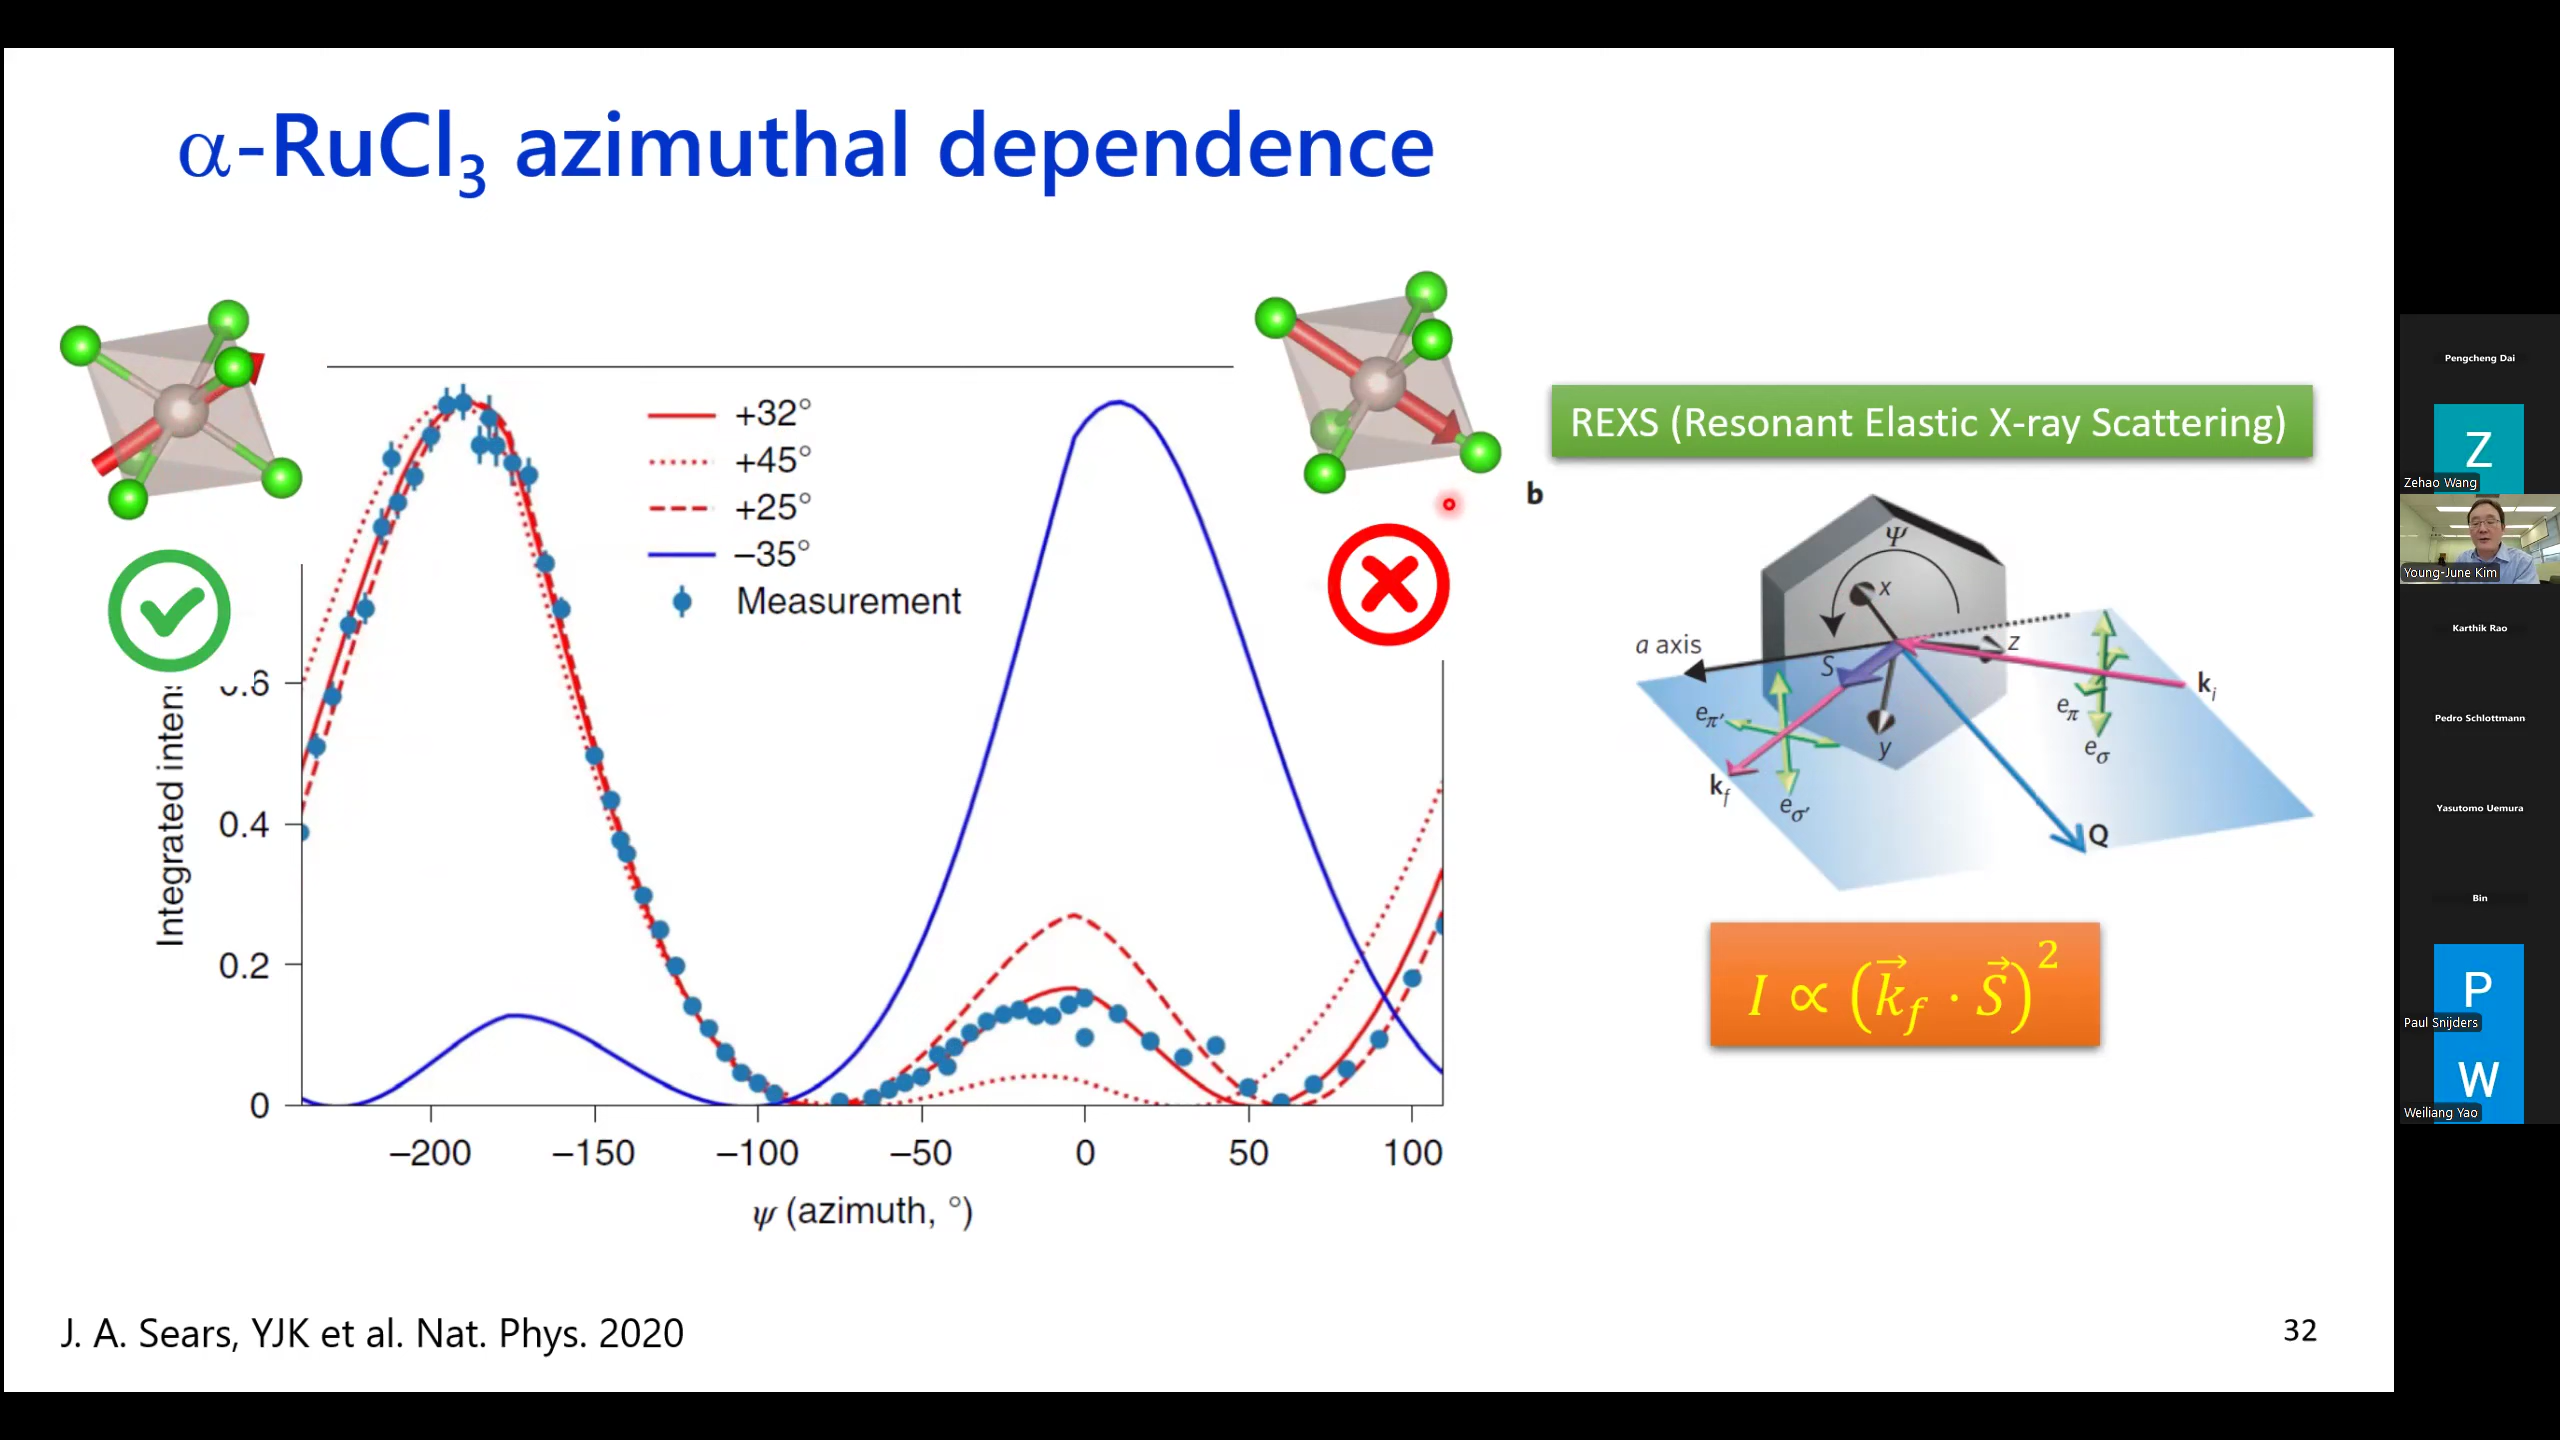 α-RuCl₃ azimuthal dependence
+32°
+45°
+25°
–35°
Measurement
Integrated
0.6
0.4
0.2
0
–200
–150
–100
–50
0
50
100
ψ (azimuth, °)
REXS (Resonant Elastic X-ray Scattering)
b
Ψ
x
a axis
S
z
y
e_π'
e_σ'
k_f
e_π
e_σ
k_i
Q
I ∝ (k⃗_f · S⃗)²
J. A. Sears, YJK et al. Nat. Phys. 2020
32
Pengcheng Dai
Z
Zehao Wang
Young-June Kim
Karthik Rao
Pedro Schlottmann
Yasutomo Uemura
Bin
P
Paul Snijders
W
Weiliang Yao